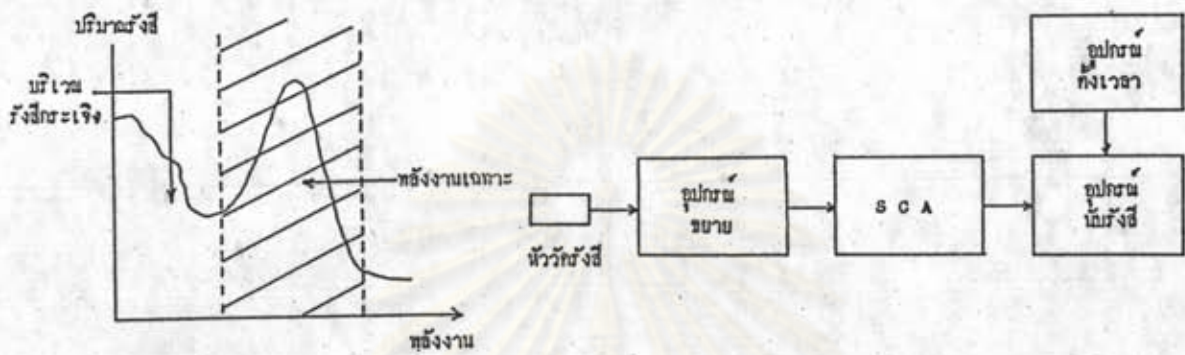 ปริมาณรังสี
บริเวณ
รังสีกระเจิง
พลังงานเฉพาะ
พลังงาน
หัววัดรังสี
อุปกรณ์
ขยาย
S C A
อุปกรณ์
ตั้งเวลา
อุปกรณ์
นับรังสี